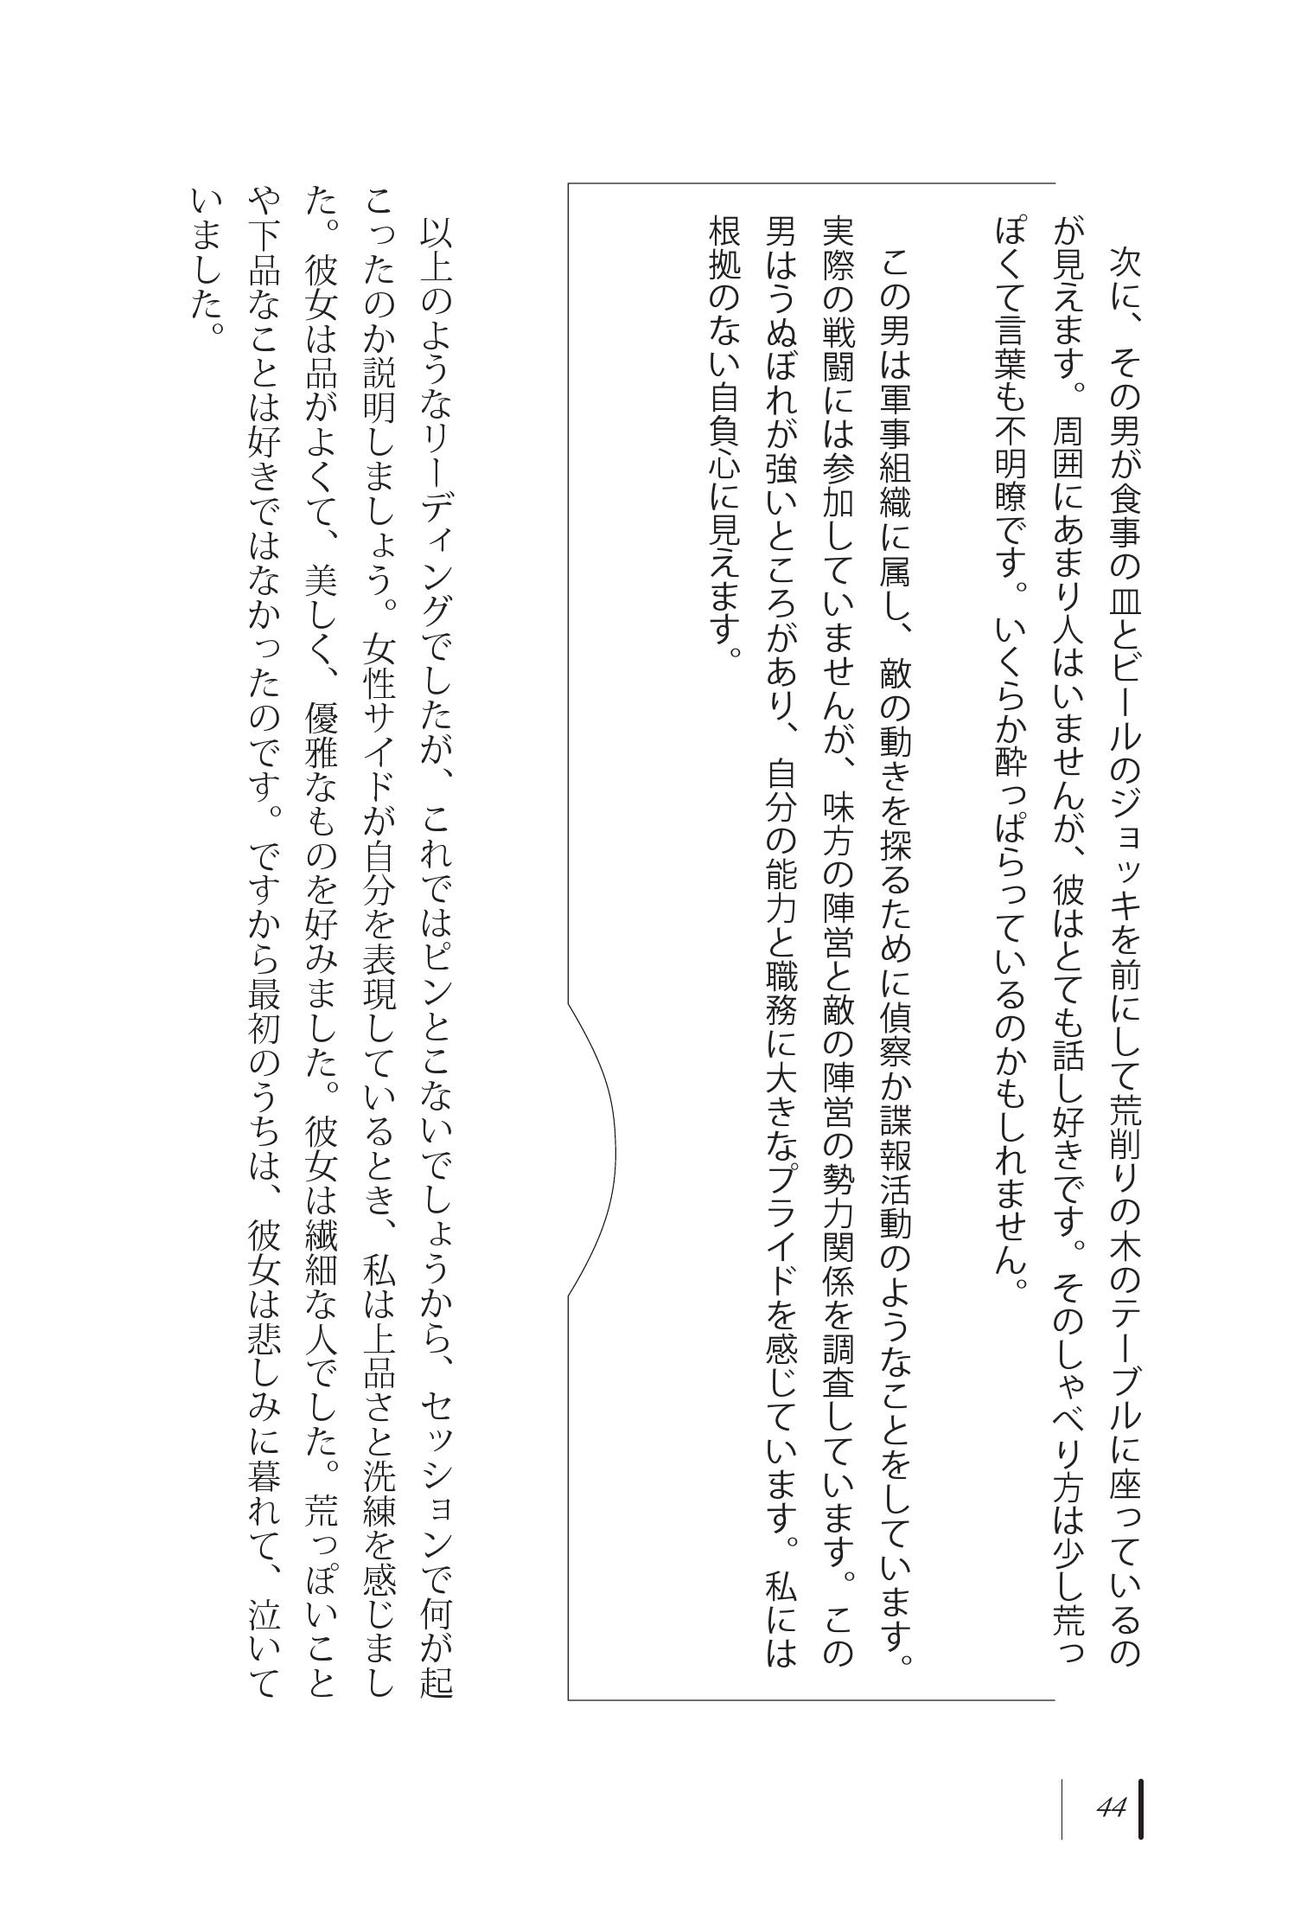 次に、その男が食事の皿とビールのジョッキを前にして荒削りの木のテーブルに座っているの
が見えます。周囲にあまり人はいませんが、彼はとても話し好きです。そのしゃべり方は少し荒っ
ぽくて言葉も不明瞭です。いくらか酔っぱらっているのかもしれません。
この男は軍事組織に属し、敵の動きを探るために偵察か諜報活動のようなことをしています。
実際の戦闘には参加していませんが、味方の陣営と敵の陣営の勢力関係を調査しています。この
男はうぬぼれが強いところがあり、自分の能力と職務に大きなプライドを感じています。私には
根拠のない自負心に見えます。
以上のようなリーディングでしたが、これではピンとこないでしょうから、セッションで何が起
こったのか説明しましょう。女性サイドが自分を表現しているとき、私は上品さと洗練を感じまし
た。彼女は品がよくて、美しく、優雅なものを好みました。彼女は繊細な人でした。荒っぽいこと
や下品なことは好きではなかったのです。ですから最初のうちは、彼女は悲しみに暮れて、泣いて
いました。
44